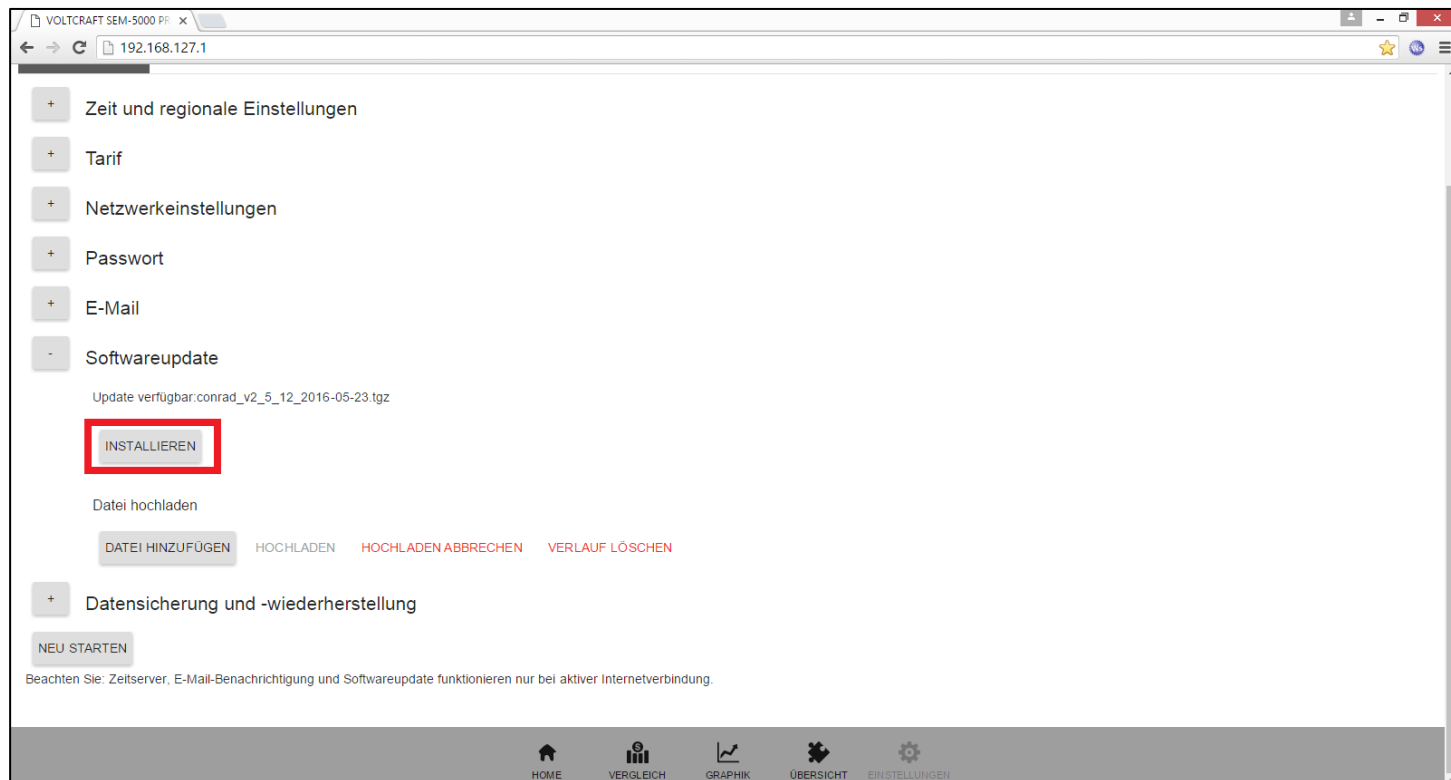 VOLTCRAFT SEM-5000 PR
192.168.127.1
+ Zeit und regionale Einstellungen
+ Tarif
+ Netzwerkeinstellungen
+ Passwort
+ E-Mail
- Softwareupdate
Update verfügbar:conrad_v2_5_12_2016-05-23.tgz
INSTALLIEREN
Datei hochladen
DATEI HINZUFÜGEN HOCHLADEN HOCHLADEN ABBRECHEN VERLAUF LÖSCHEN
+ Datensicherung und -wiederherstellung
NEU STARTEN
Beachten Sie: Zeitserver, E-Mail-Benachrichtigung und Softwareupdate funktionieren nur bei aktiver Internetverbindung.
HOME VERGLEICH GRAPHIK ÜBERSICHT EINSTELLUNGEN